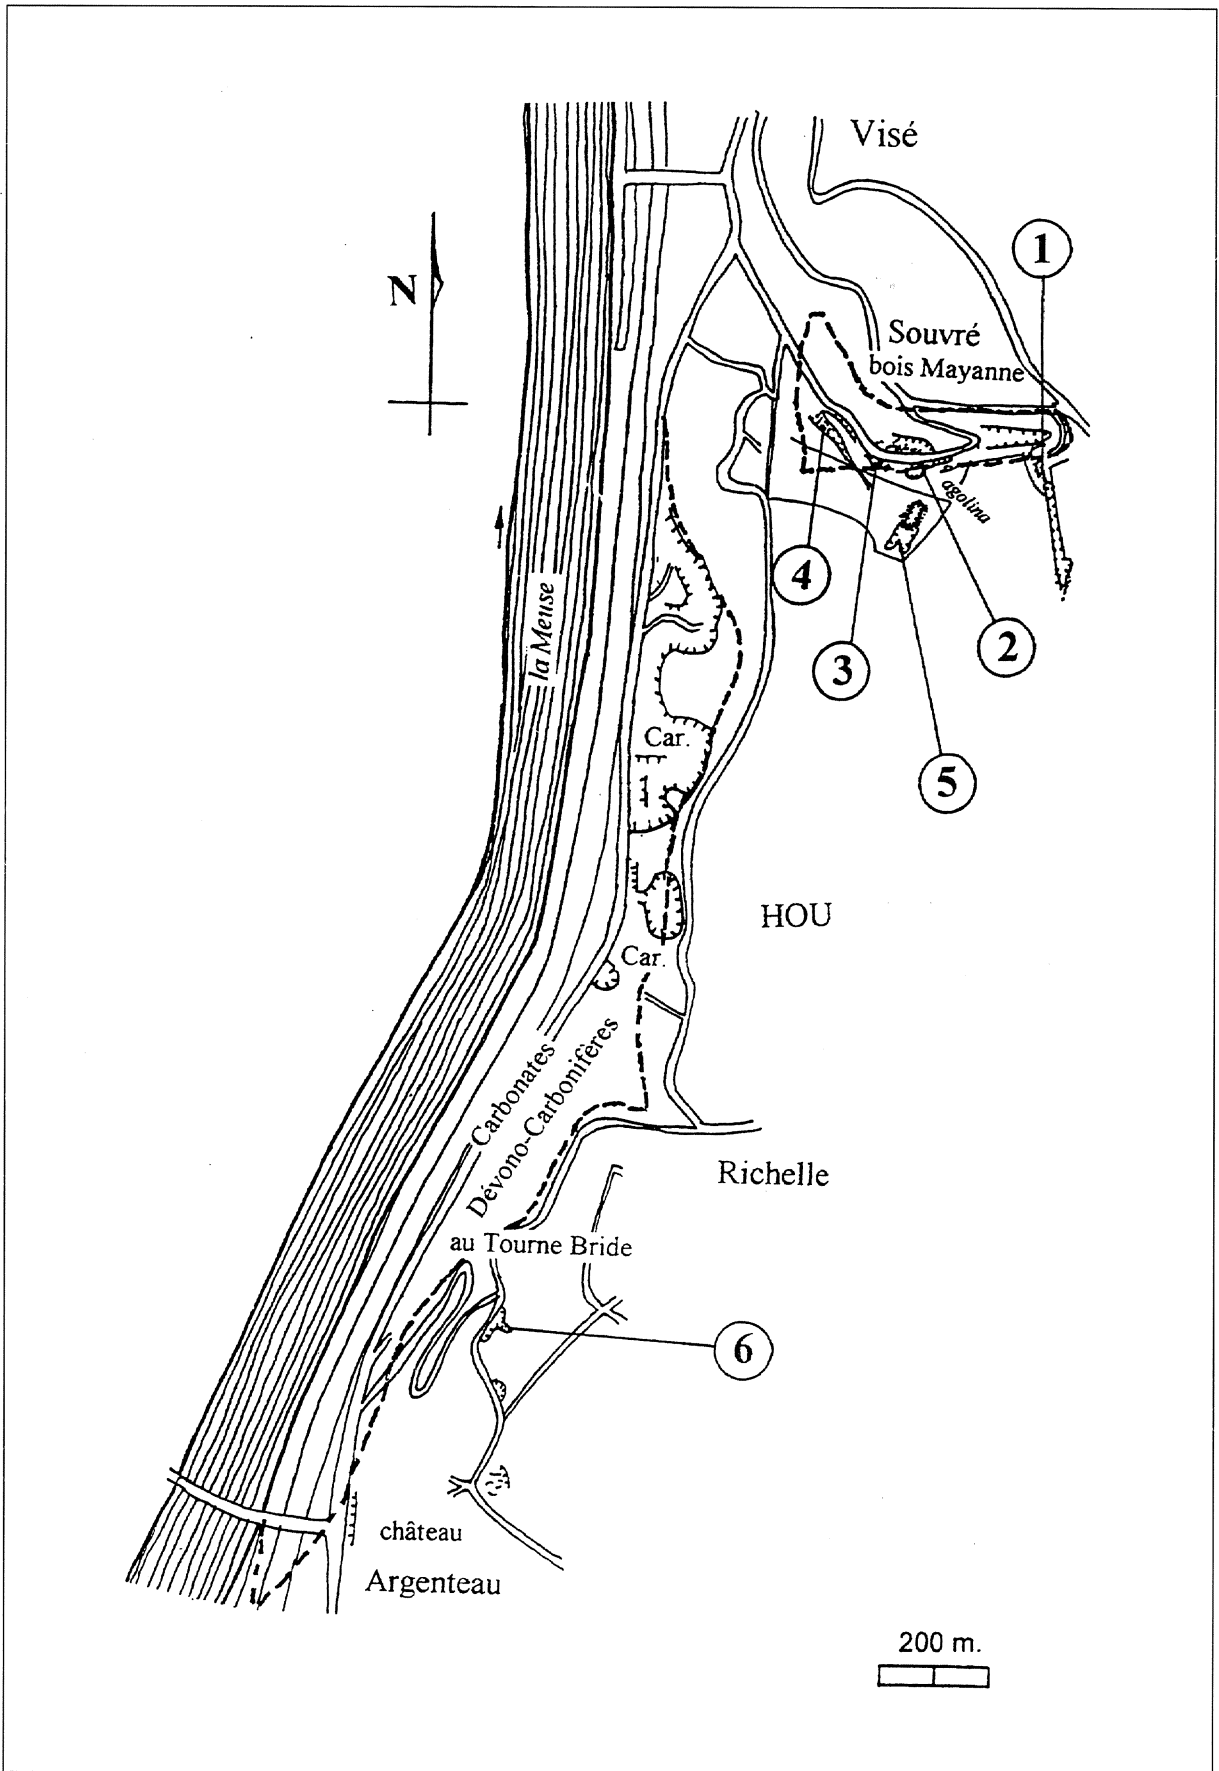 Visé
1
N
Souvré
bois Mayanne
agolina
4
la Meuse
3
2
Car.
5
HOU
Car.
Carbonates
Dévono-Carbonifères
Richelle
au Tourne Bride
6
château
Argenteau
200 m.